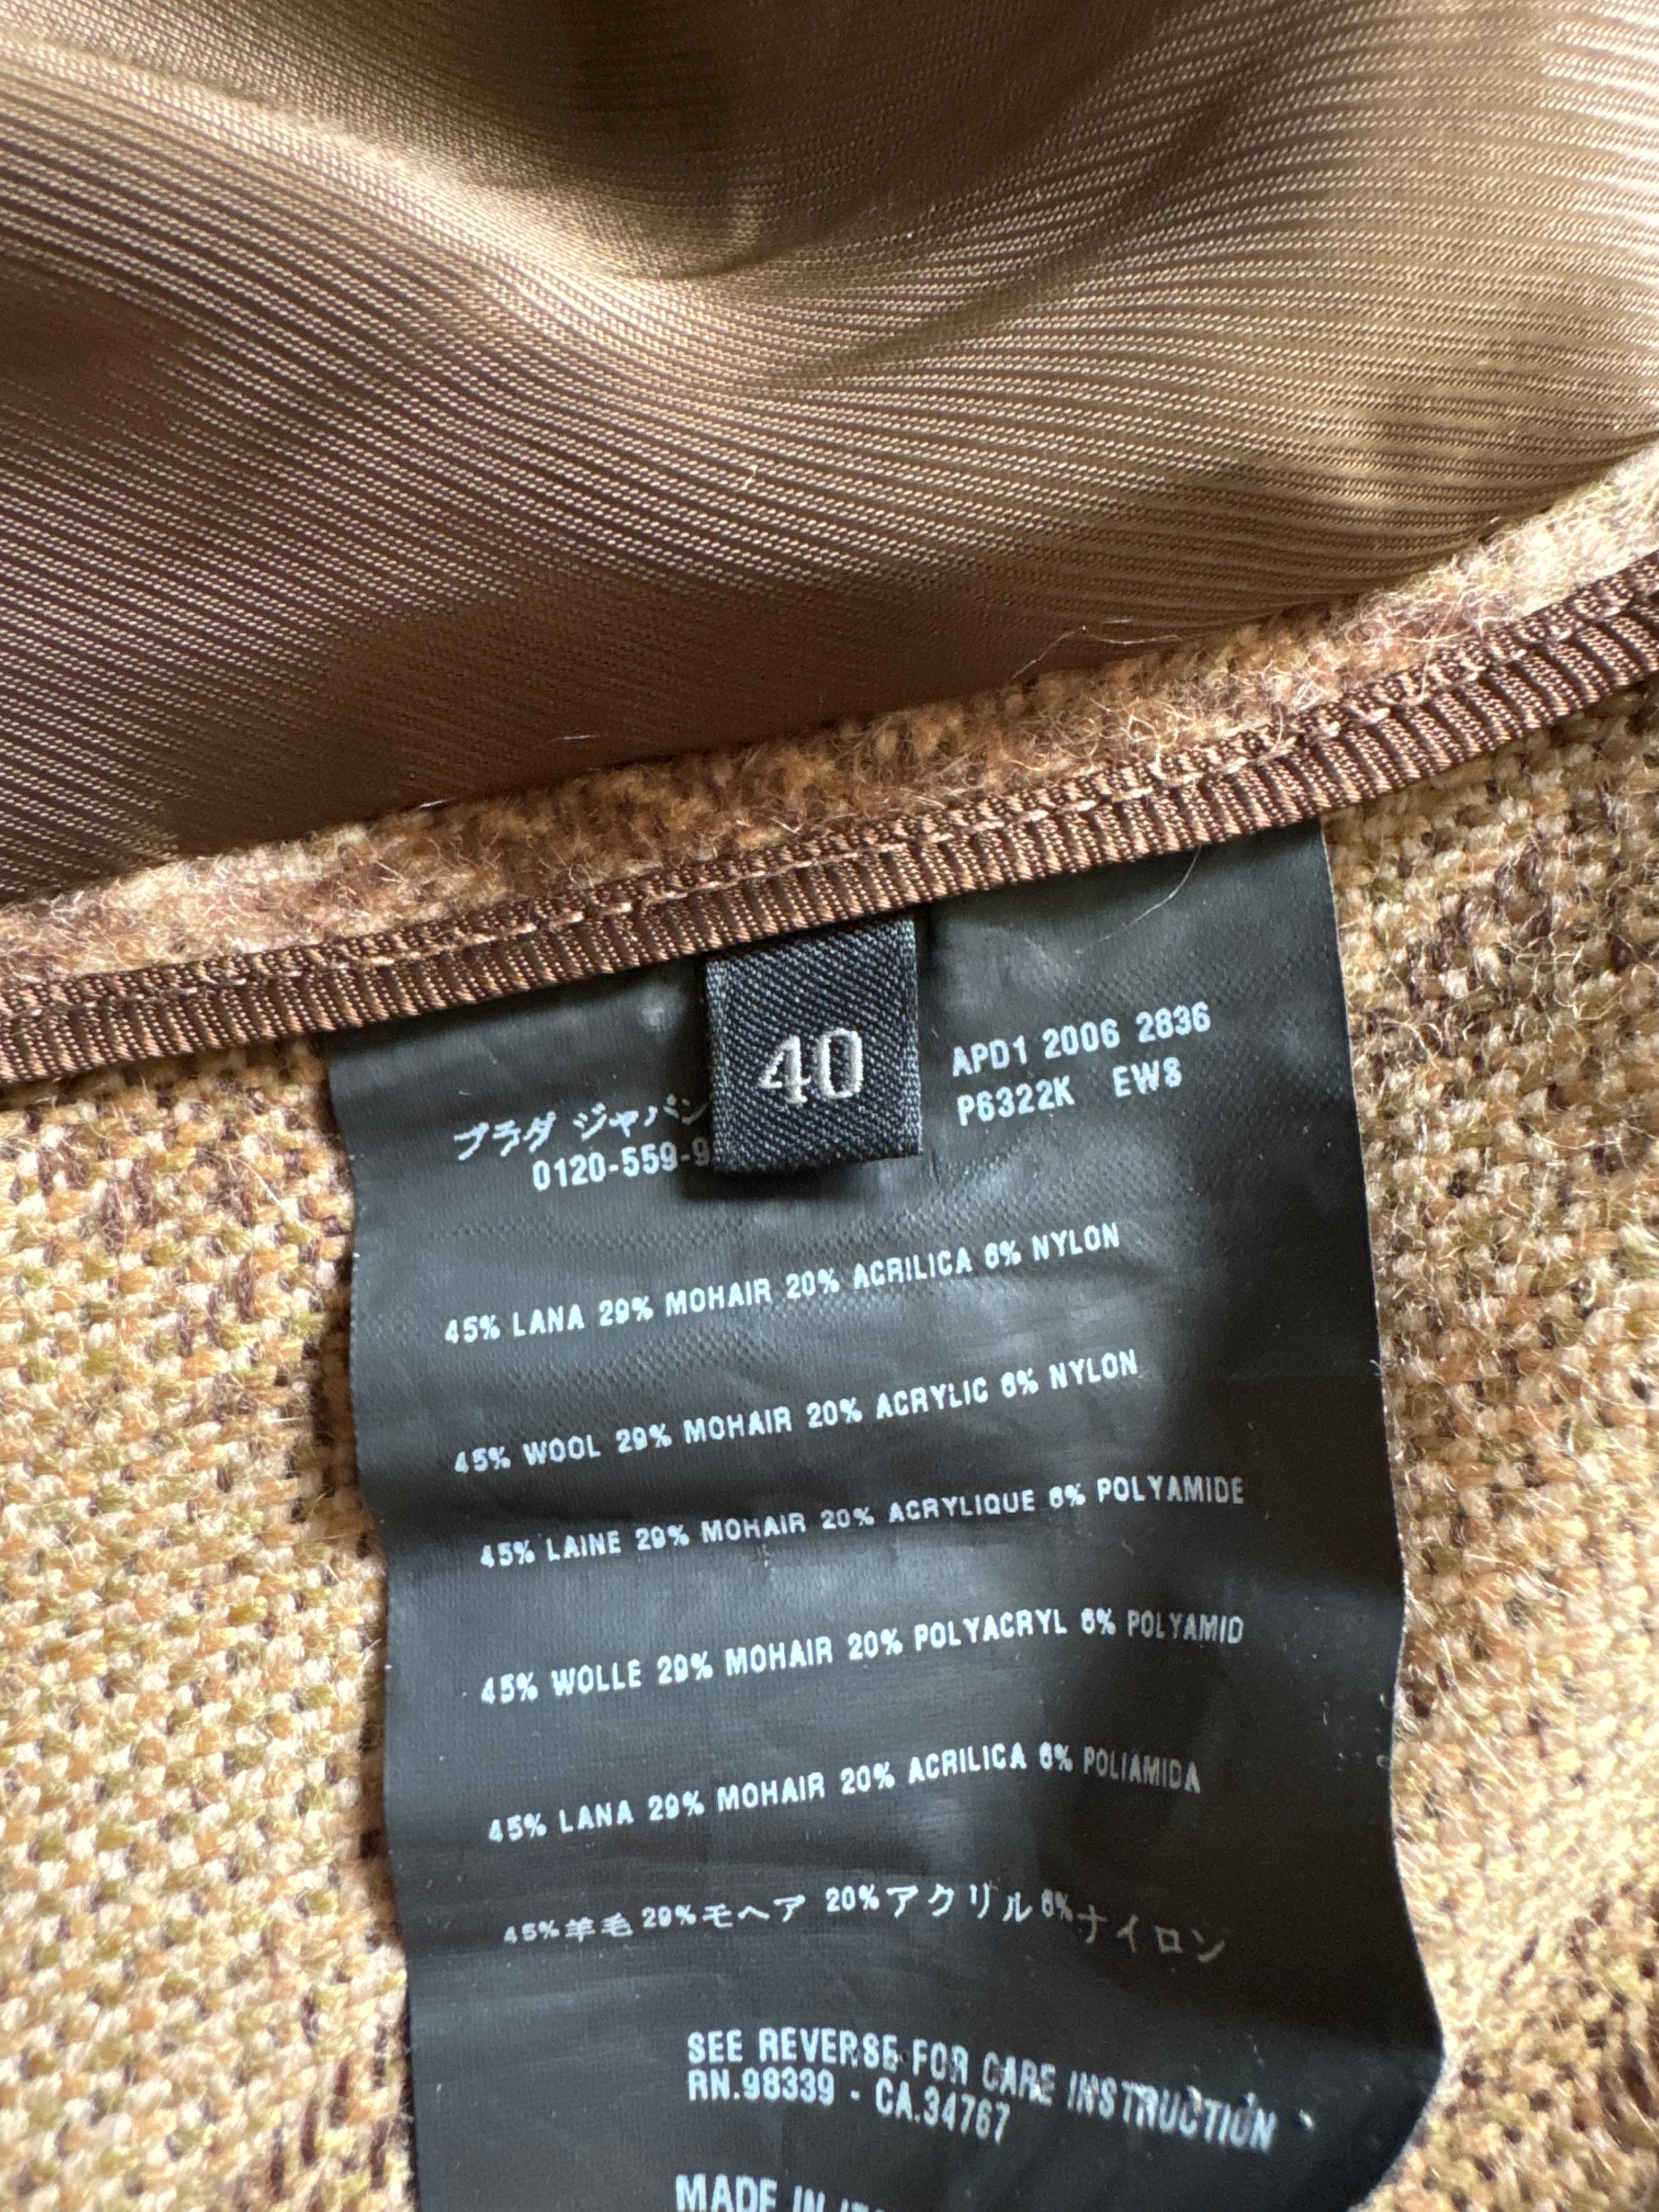 40
プラダ ジャパン
0120-559-9
APD1 2006 2836
P6322K EW8
45% LANA 29% MOHAIR 20% ACRILICA 6% NYLON
45% WOOL 29% MOHAIR 20% ACRYLIC 6% NYLON
45% LAINE 29% MOHAIR 20% ACRYLIQUE 6% POLYAMIDE
45% WOLLE 29% MOHAIR 20% POLYACRYL 6% POLYAMID
45% LANA 29% MOHAIR 20% ACRILICA 6% POLIAMIDA
45%羊毛 29%モヘア 20%アクリル 6%ナイロン
SEE REVERSE FOR CARE INSTRUCTION
RN.98339 - CA.34767
MADE IN